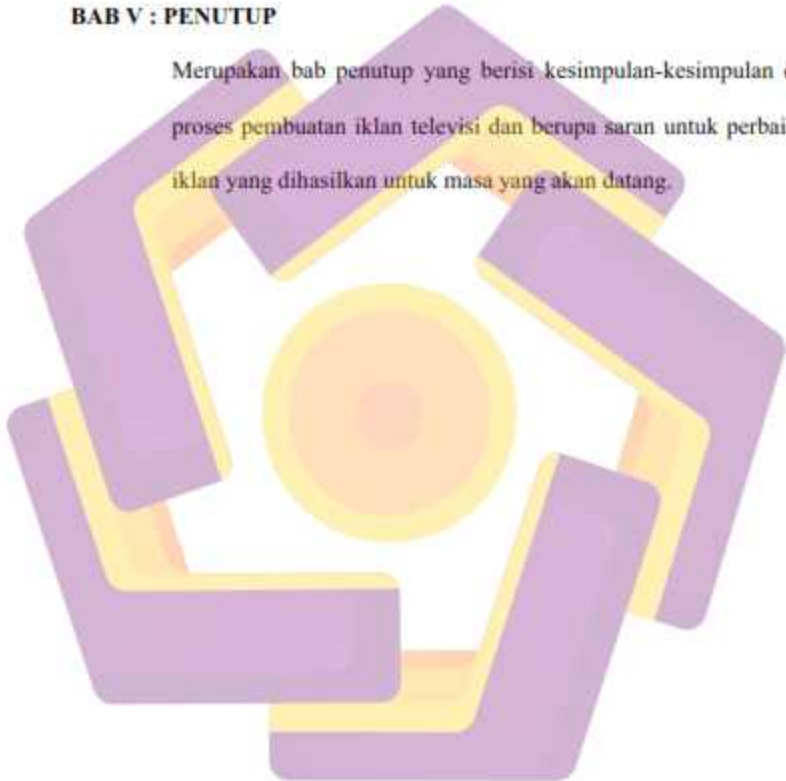 BAB V : PENUTUP
Merupakan bab penutup yang berisi kesimpulan-kesimpulan
proses pembuatan iklan televisi dan berupa saran untuk perbai
iklan yang dihasilkan untuk masa yang akan datang.